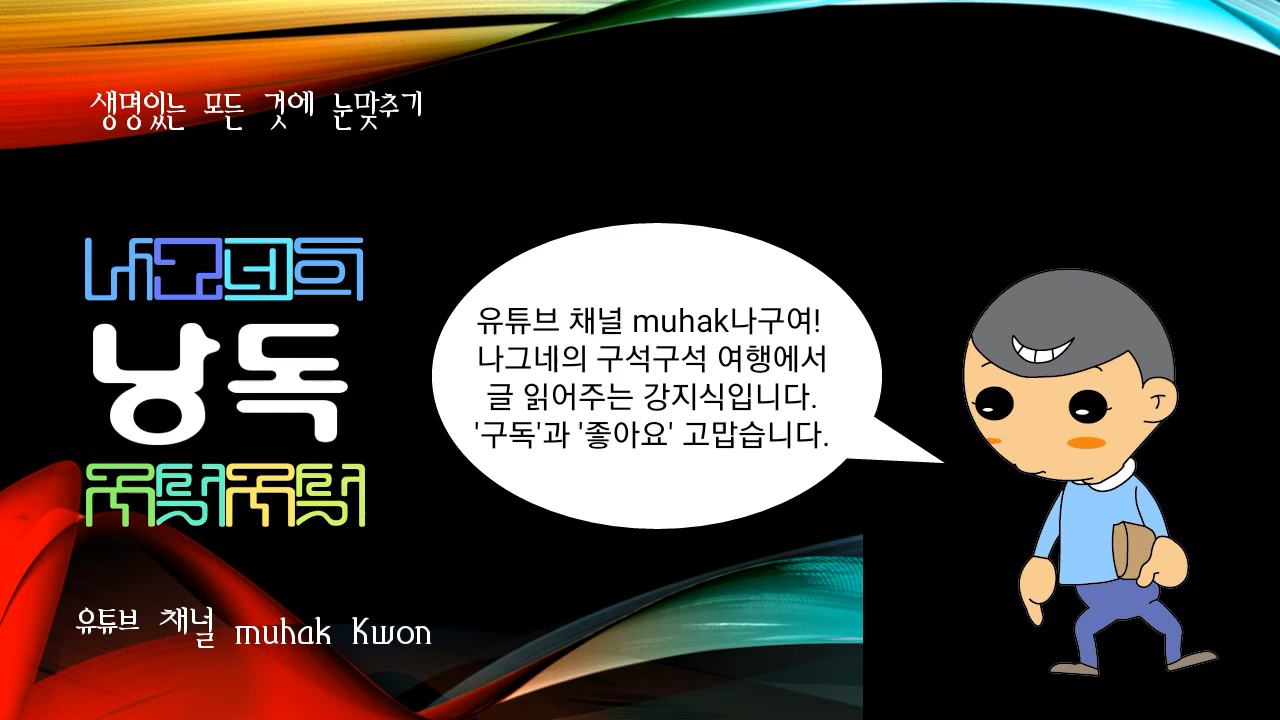 생명있는 모든 것에 눈맞추기
나그네의
낭독
구석구석
유튜브 채널 muhak나구여!
나그네의 구석구석 여행에서
글 읽어주는 강지식입니다.
'구독'과 '좋아요' 고맙습니다.
유튜브 채널 muhak Kwon